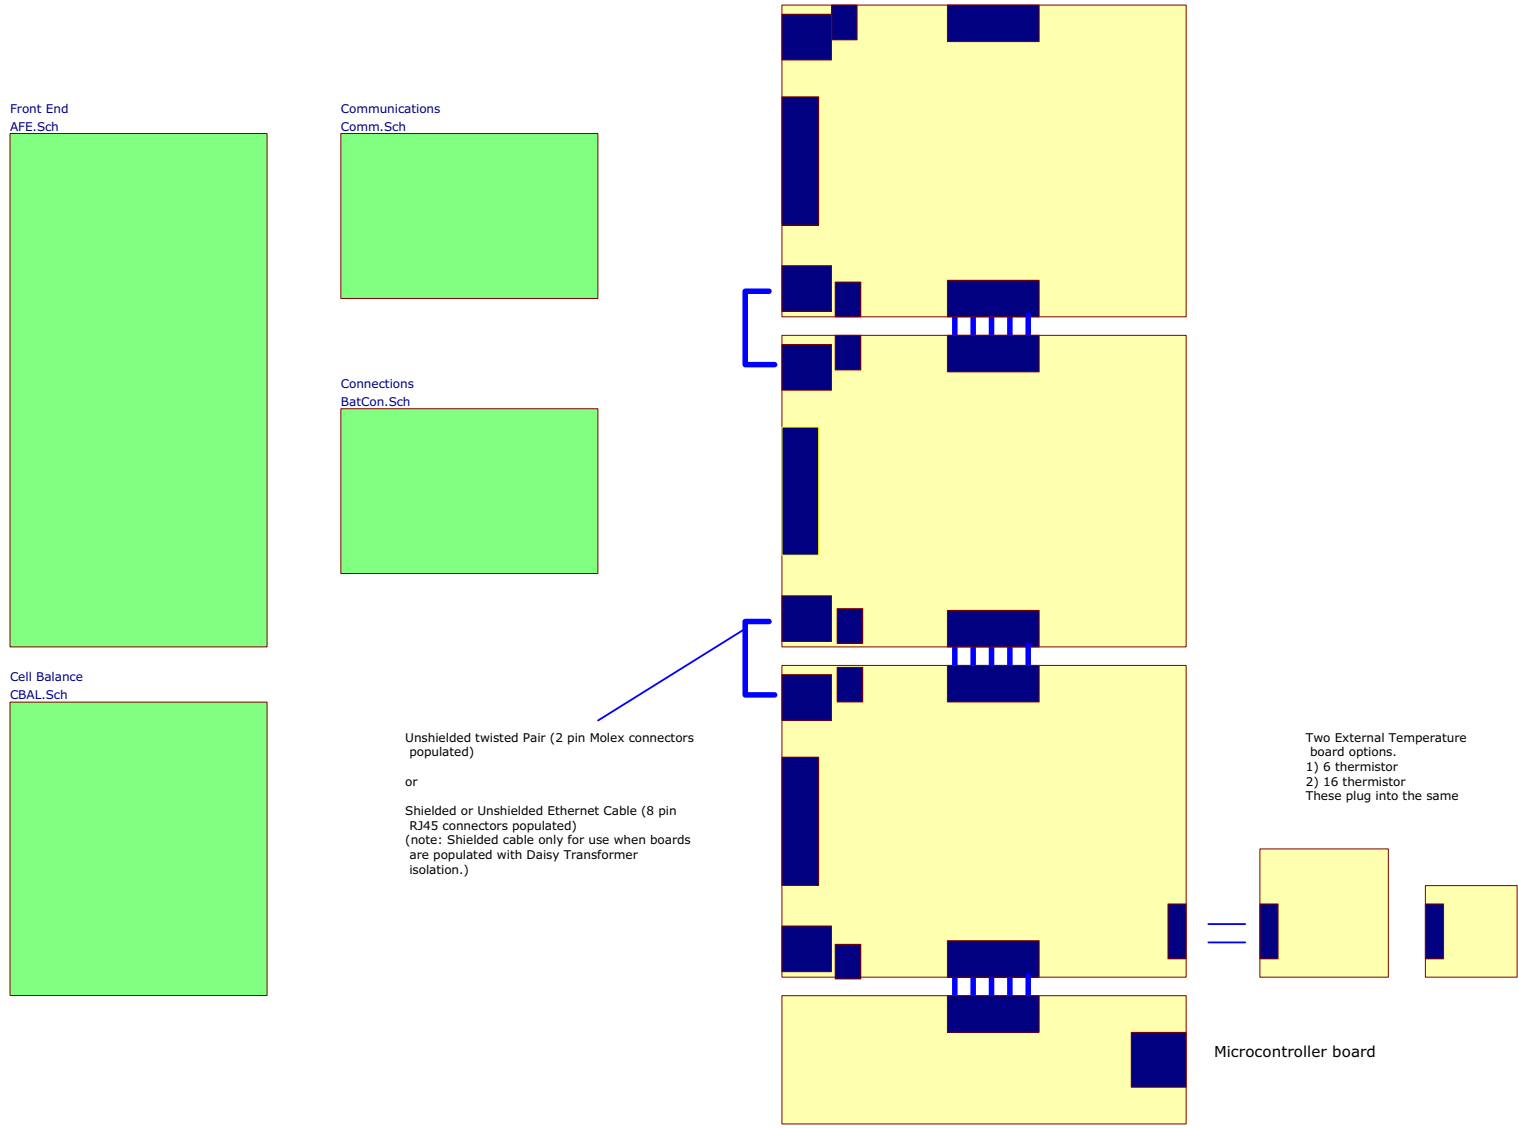 Front End
AFE.Sch
Communications
Comm.Sch
Connections
BatCon.Sch
Cell Balance
CBAL.Sch
Unshielded twisted Pair (2 pin Molex connectors
populated)
or
Shielded or Unshielded Ethernet Cable (8 pin
RJ45 connectors populated)
(note: Shielded cable only for use when boards
are populated with Daisy Transformer
isolation.)
Two External Temperature
board options.
1) 6 thermistor
2) 16 thermistor
These plug into the same
Microcontroller board